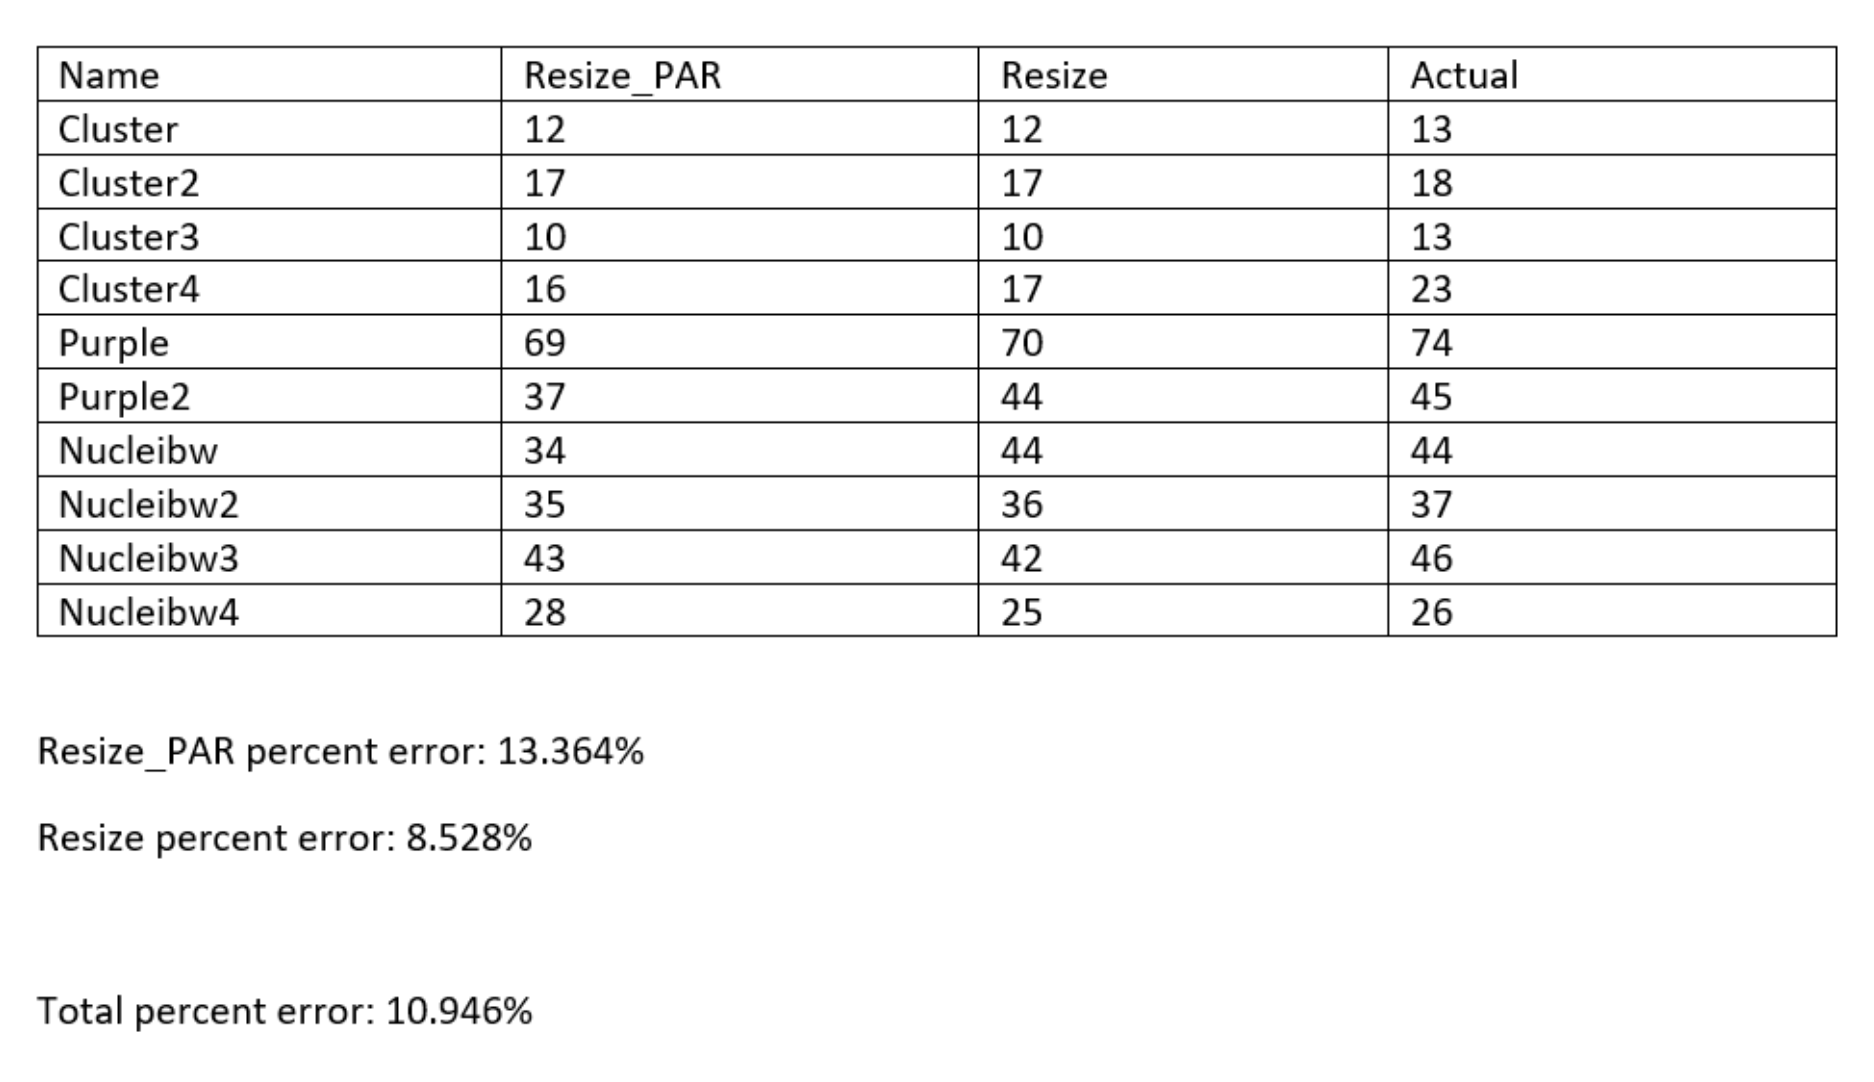 Name Resize_PAR Resize Actual
Cluster 12 12 13
Cluster2 17 17 18
Cluster3 10 10 13
Cluster4 16 17 23
Purple 69 70 74
Purple2 37 44 45
Nucleibw 34 44 44
Nucleibw2 35 36 37
Nucleibw3 43 42 46
Nucleibw4 28 25 26
Resize_PAR percent error: 13.364%
Resize percent error: 8.528%
Total percent error: 10.946%